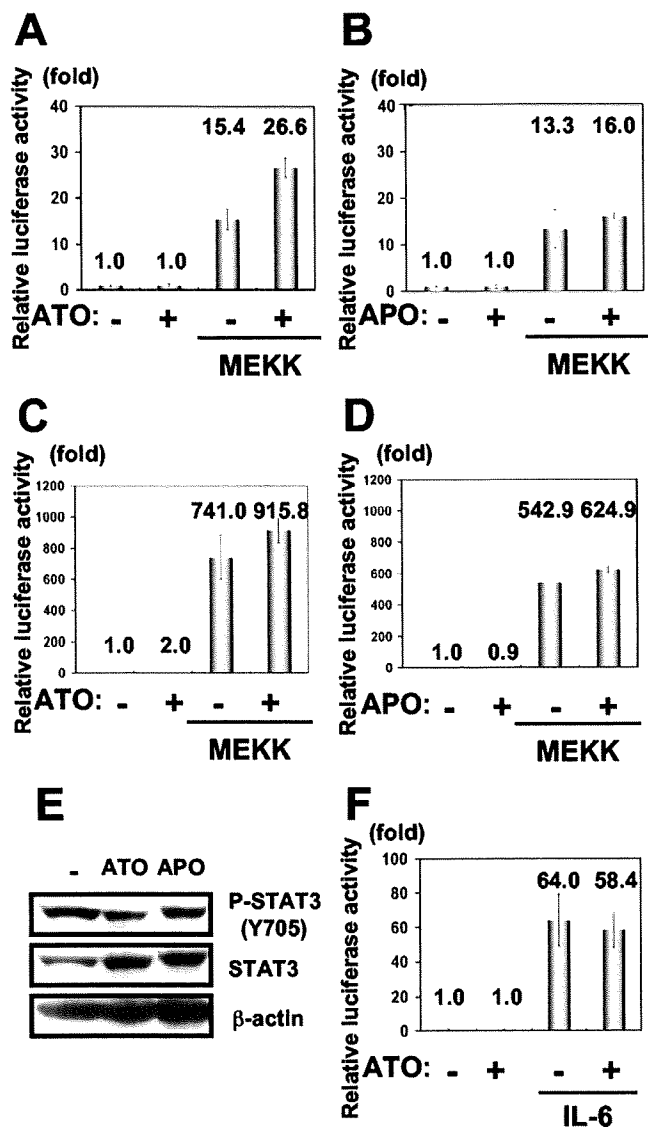 A
(fold)
Relative luciferase activity
40
30
20
10
0
15.4 26.6
1.0 1.0
ATO: - + - +
MEKK
B
(fold)
Relative luciferase activity
40
30
20
10
0
13.3 16.0
1.0 1.0
APO: - + - +
MEKK
C
(fold)
Relative luciferase activity
1200
1000
800
600
400
200
0
741.0 915.8
1.0 2.0
ATO: - + - +
MEKK
D
(fold)
Relative luciferase activity
1200
1000
800
600
400
200
0
542.9 624.9
1.0 0.9
APO: - + - +
MEKK
E
- ATO APO
P-STAT3
(Y705)
STAT3
β-actin
F
(fold)
Relative luciferase activity
100
80
60
40
20
0
64.0 58.4
1.0 1.0
ATO: - + - +
IL-6